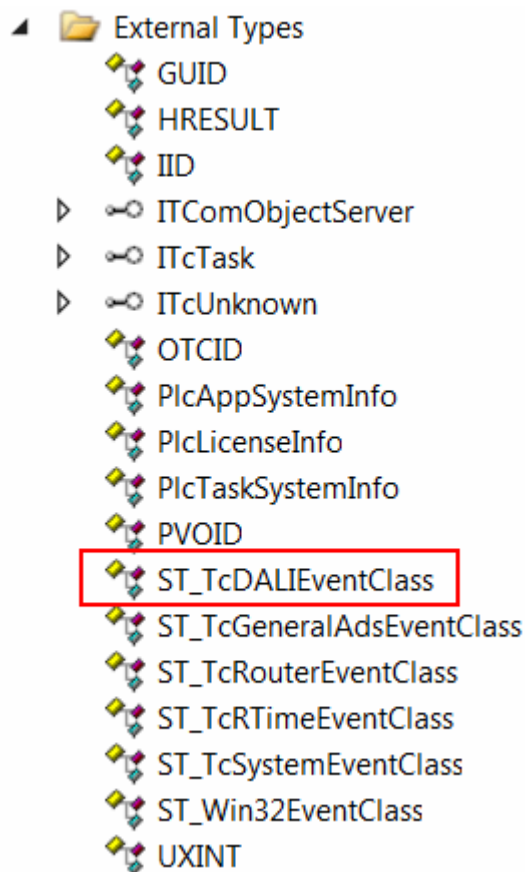 External Types
GUID
HRESULT
IID
ITComObjectServer
ITcTask
ITcUnknown
OTCID
PlcAppSystemInfo
PlcLicenseInfo
PlcTaskSystemInfo
PVOID
ST_TcDALIEventClass
ST_TcGeneralAdsEventClass
ST_TcRouterEventClass
ST_TcRTimeEventClass
ST_TcSystemEventClass
ST_Win32EventClass
UXINT